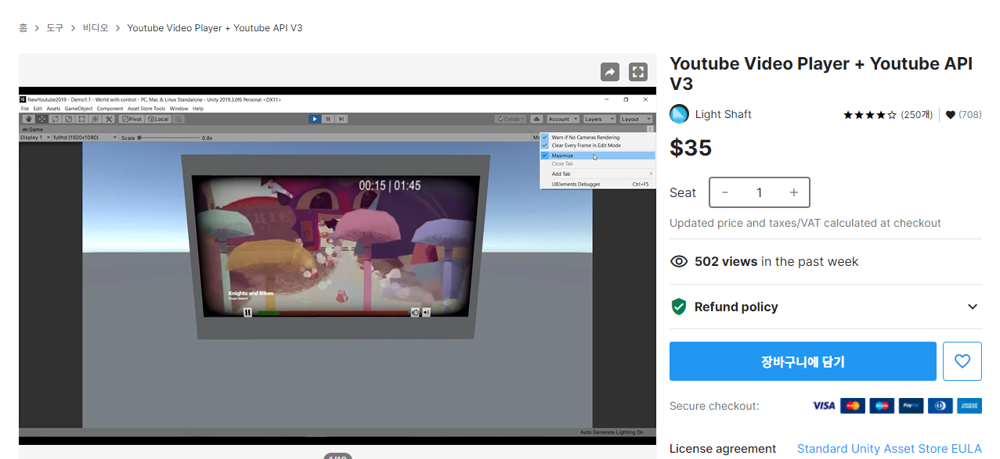 홈 > 도구 > 비디오 > Youtube Video Player + Youtube API V3
Youtube Video Player + Youtube API
V3
Light Shaft
(250개)
(708)
$35
Seat
− 1 +
Updated price and taxes/VAT calculated at checkout
502 views in the past week
Refund policy
장바구니에 담기
Secure checkout:
VISA
PayPal
License agreement
Standard Unity Asset Store EULA
NewYoutube2019 - Demo1.1 - World with control - PC, Mac & Linux Standalone - Unity 2019.3.0f6 Personal <DX11>
File Edit Assets GameObject Component Asset Store Tools Window Help
Pivot Local
Collab
Account
Layers
Layout
Game
Display 1
fullhd (1920x1080)
Scale
0.8x
Warn if No Cameras Rendering
Clear Every Frame in Edit Mode
Maximize
Close Tab
Add Tab
UIElements Debugger Ctrl+F5
00:15 | 01:45
Knights and Bikes
Foam Sword
Auto Generate Lighting On